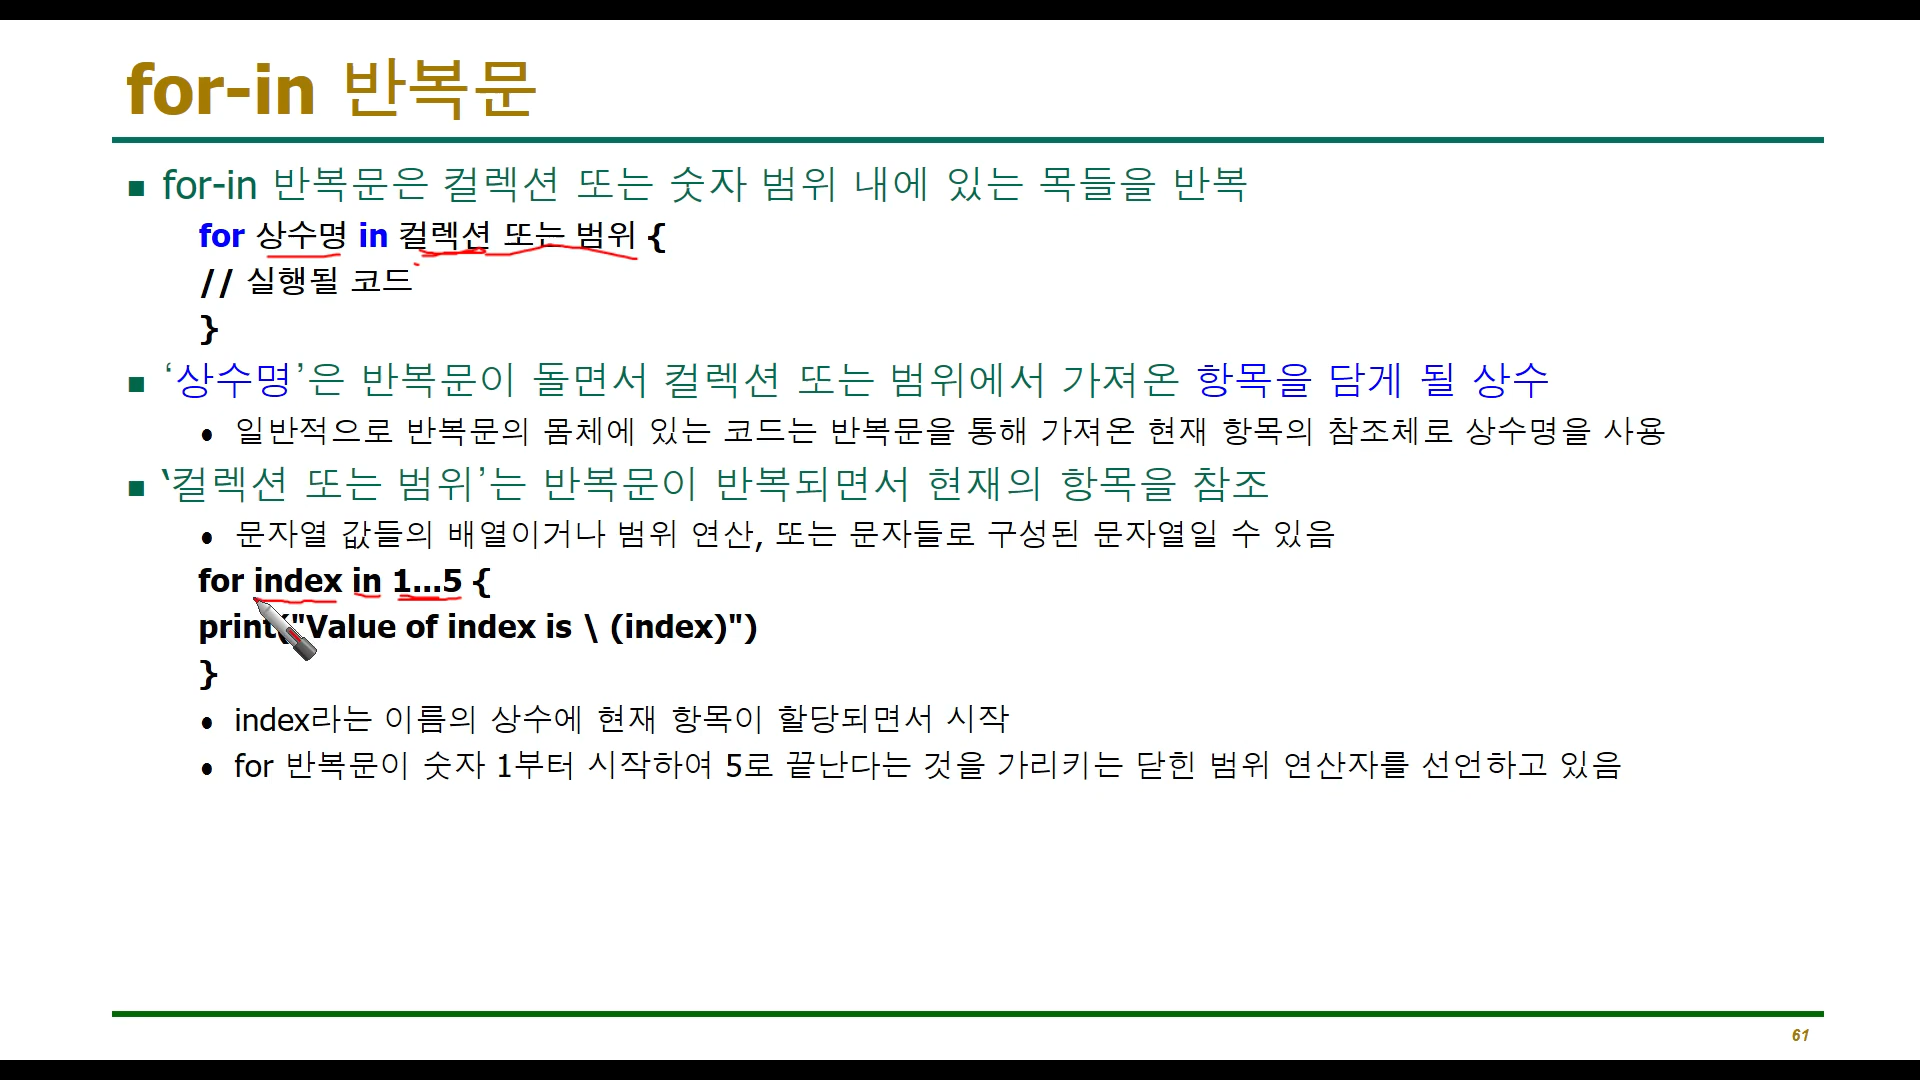 for-in 반복문
■ for-in 반복문은 컬렉션 또는 숫자 범위 내에 있는 목들을 반복
for 상수명 in 컬렉션 또는 범위 {
// 실행될 코드
}
■ ‘상수명’은 반복문이 돌면서 컬렉션 또는 범위에서 가져온 항목을 담게 될 상수
● 일반적으로 반복문의 몸체에 있는 코드는 반복문을 통해 가져온 현재 항목의 참조체로 상수명을 사용
■ ‘컬렉션 또는 범위’는 반복문이 반복되면서 현재의 항목을 참조
● 문자열 값들의 배열이거나 범위 연산, 또는 문자들로 구성된 문자열일 수 있음
for index in 1...5 {
print("Value of index is \ (index)")
}
● index라는 이름의 상수에 현재 항목이 할당되면서 시작
● for 반복문이 숫자 1부터 시작하여 5로 끝난다는 것을 가리키는 닫힌 범위 연산자를 선언하고 있음
61